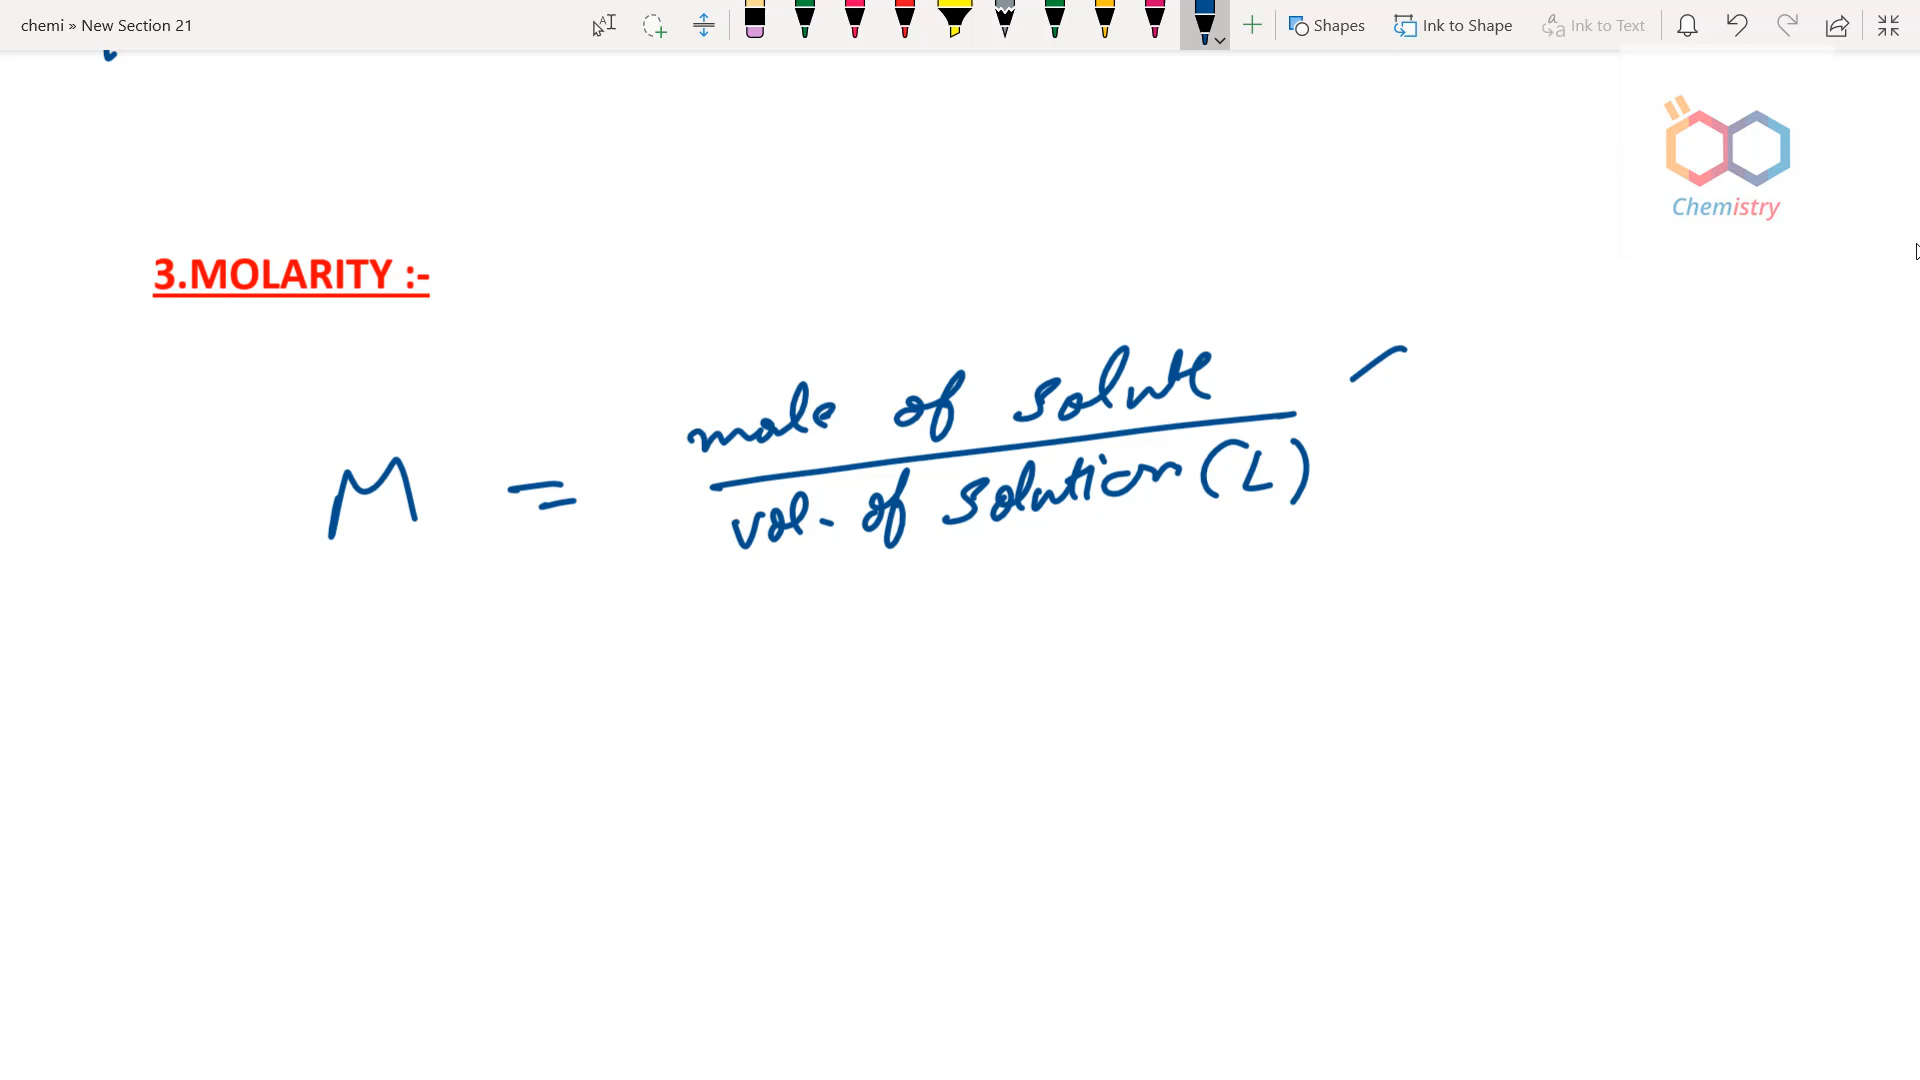 chemi » New Section 21
Shapes
Ink to Shape
Ink to Text
Chemistry
3.MOLARITY :-
M = mole of solute
vol. of solution (L)